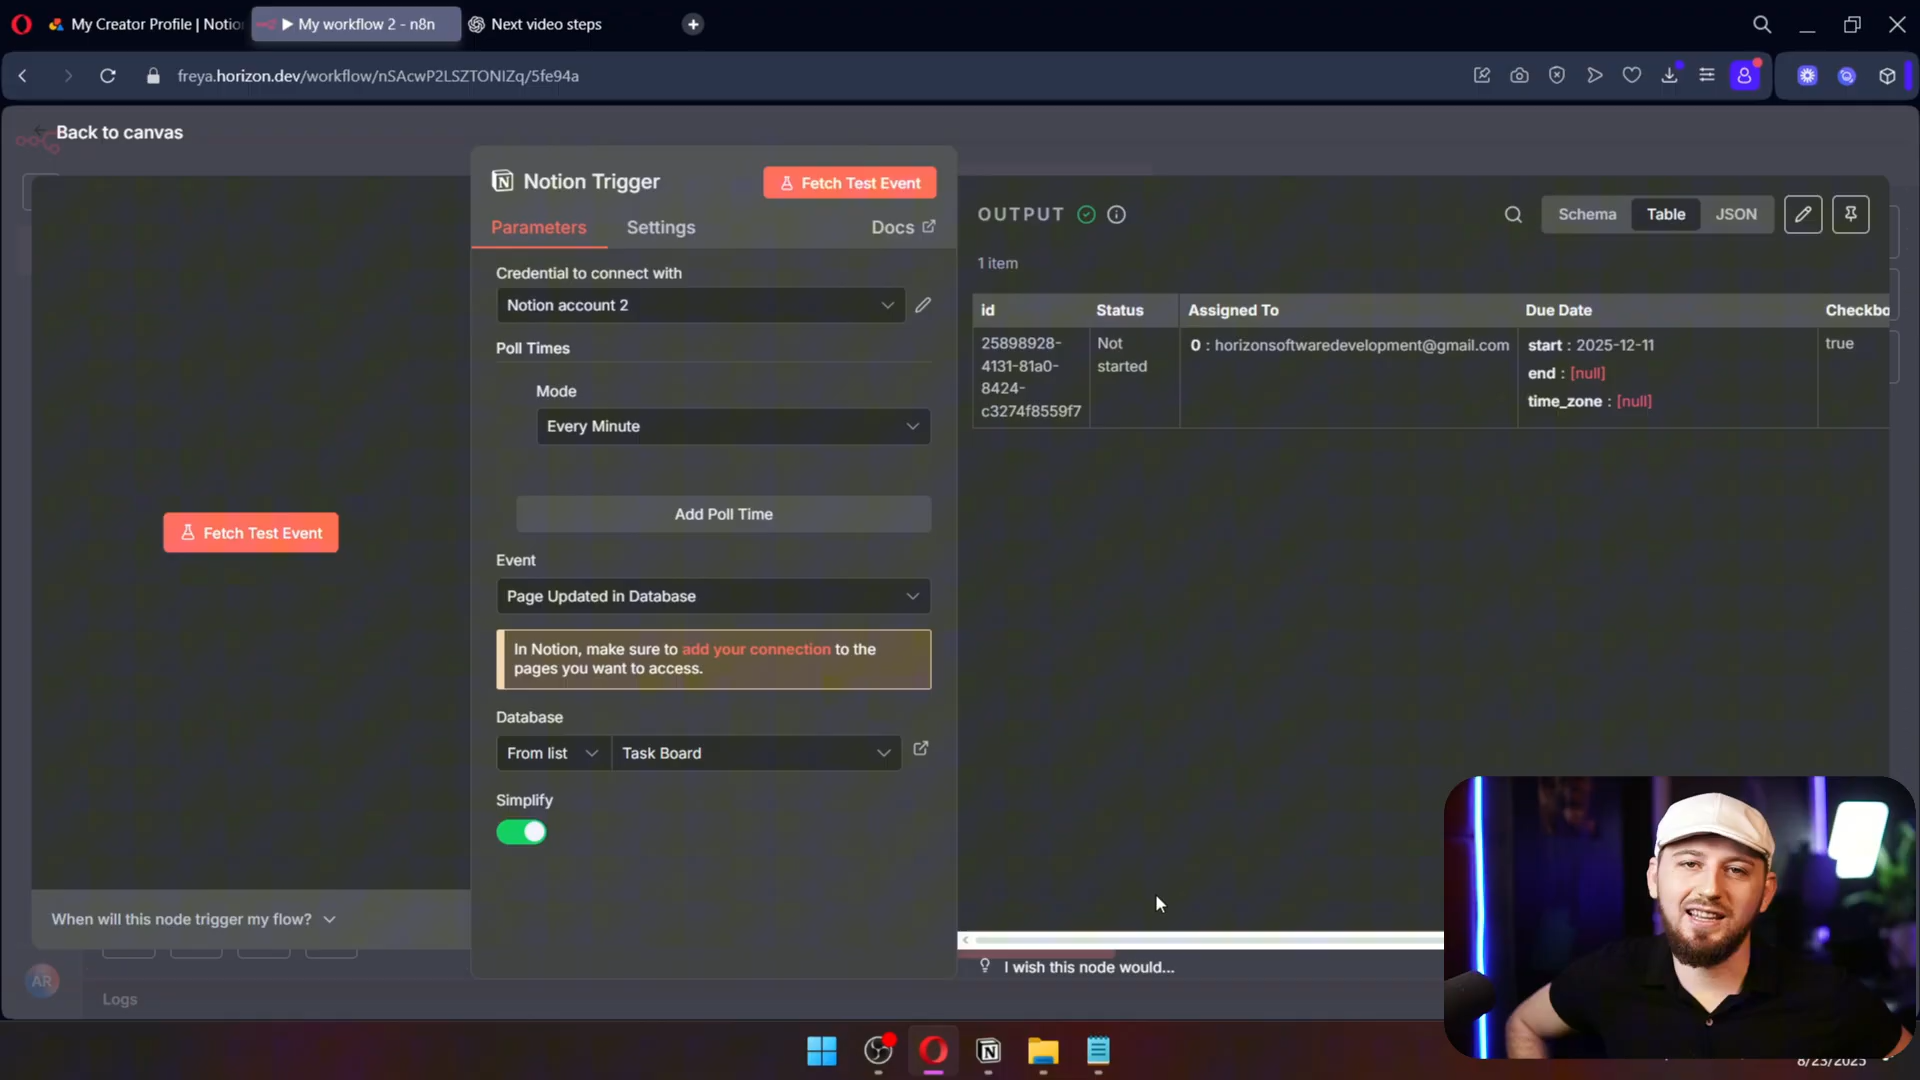 My Creator Profile | Notio
▶ My workflow 2 - n8n
Next video steps
freya.horizon.dev/workflow/nSAcwP2LSZTONIZq/5fe94a
Back to canvas
Notion Trigger
Fetch Test Event
Parameters
Settings
Docs
Credential to connect with
Notion account 2
Poll Times
Mode
Every Minute
Add Poll Time
Event
Page Updated in Database
In Notion, make sure to add your connection to the
pages you want to access.
Database
From list
Task Board
Simplify
Fetch Test Event
When will this node trigger my flow?
OUTPUT
Schema
Table
JSON
1 item
id
Status
Assigned To
Due Date
Checkbo
25898928-
4131-81a0-
8424-
c3274f8559f7
Not
started
0 : horizonsoftwaredevelopment@gmail.com
start : 2025-12-11
end : [null]
time_zone : [null]
true
I wish this node would...
AR
Logs
8/23/2025